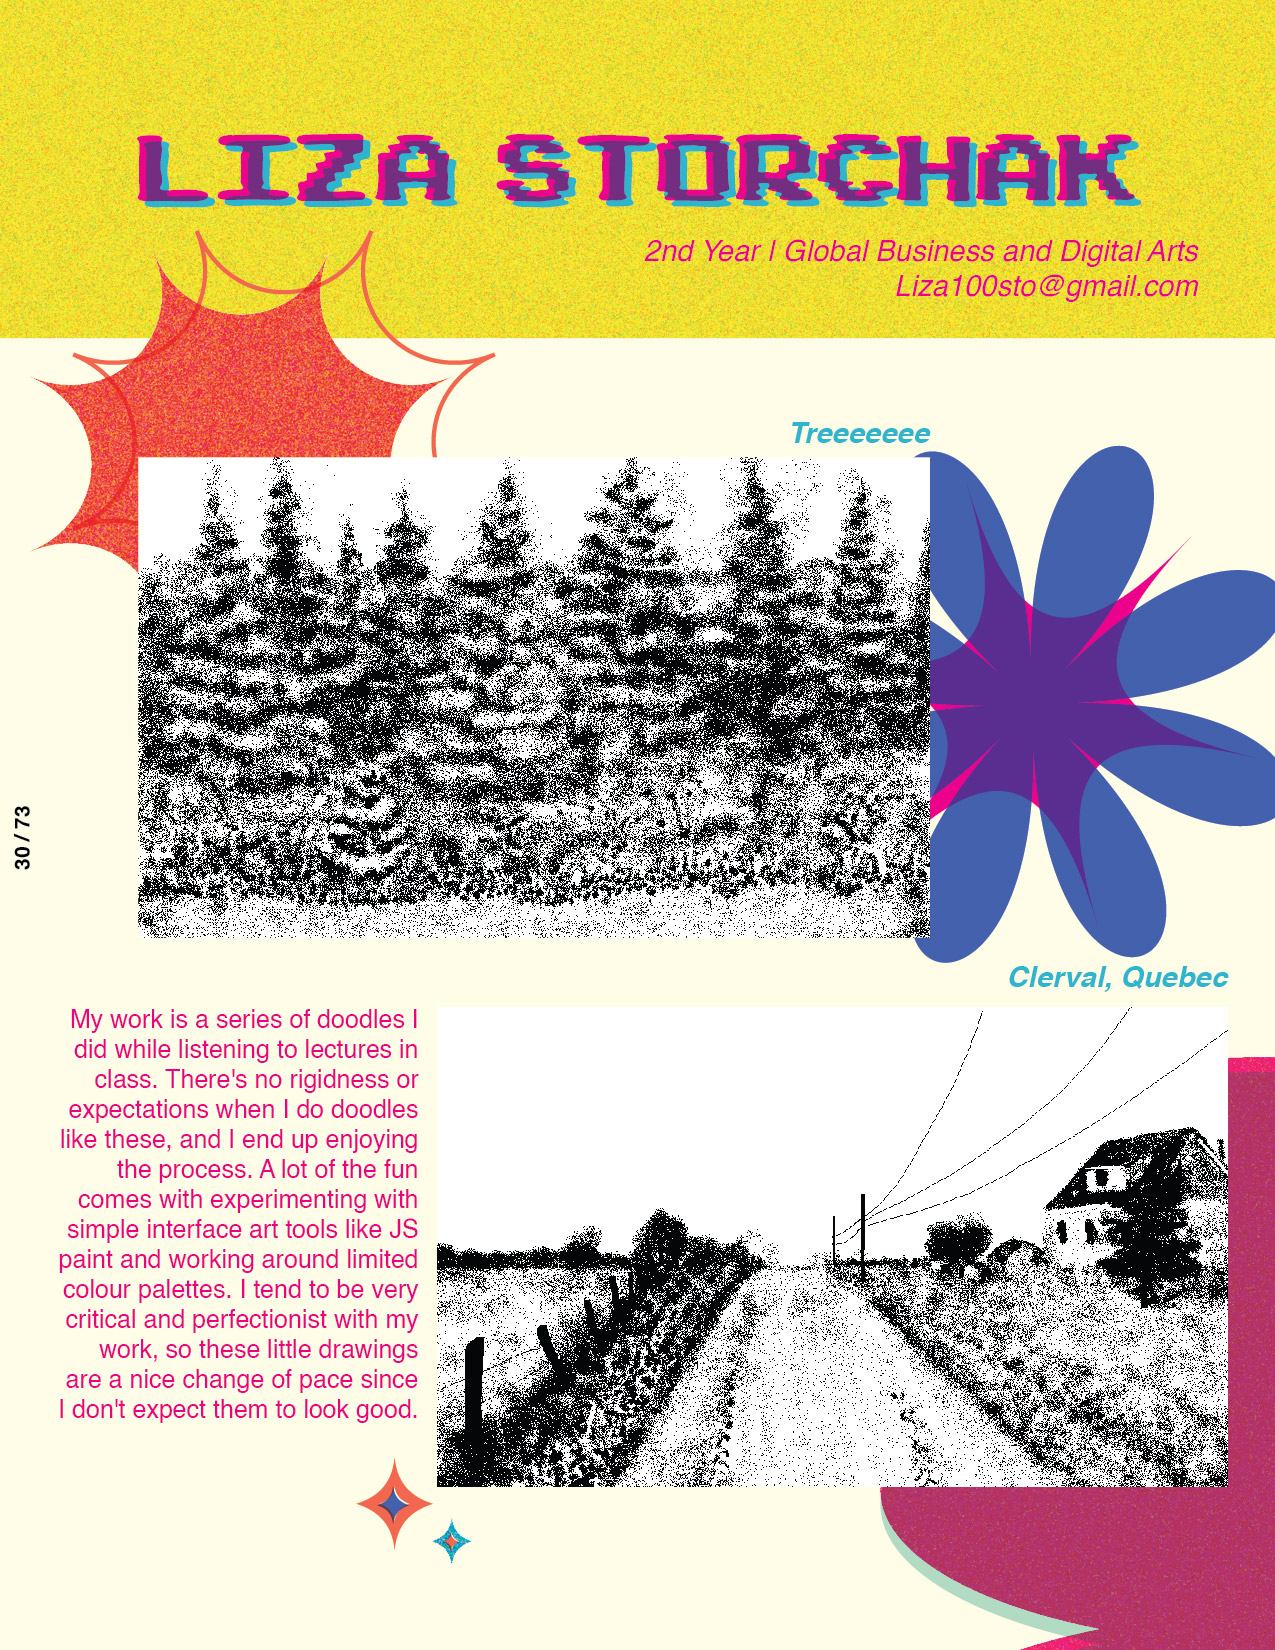 LIZA STORCHAK
2nd Year | Global Business and Digital Arts
Liza100sto@gmail.com
Treeeeeee
30 / 73
Clerval, Quebec
My work is a series of doodles I
did while listening to lectures in
class. There's no rigidness or
expectations when I do doodles
like these, and I end up enjoying
the process. A lot of the fun
comes with experimenting with
simple interface art tools like JS
paint and working around limited
colour palettes. I tend to be very
critical and perfectionist with my
work, so these little drawings
are a nice change of pace since
I don't expect them to look good.